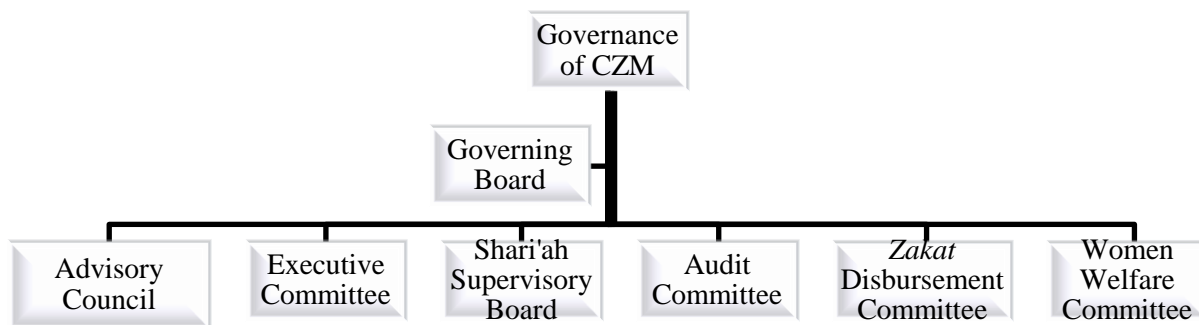 Governance
of CZM
Governing
Board
Advisory
Council
Executive
Committee
Shari'ah
Supervisory
Board
Audit
Committee
Zakat
Disbursement
Committee
Women
Welfare
Committee